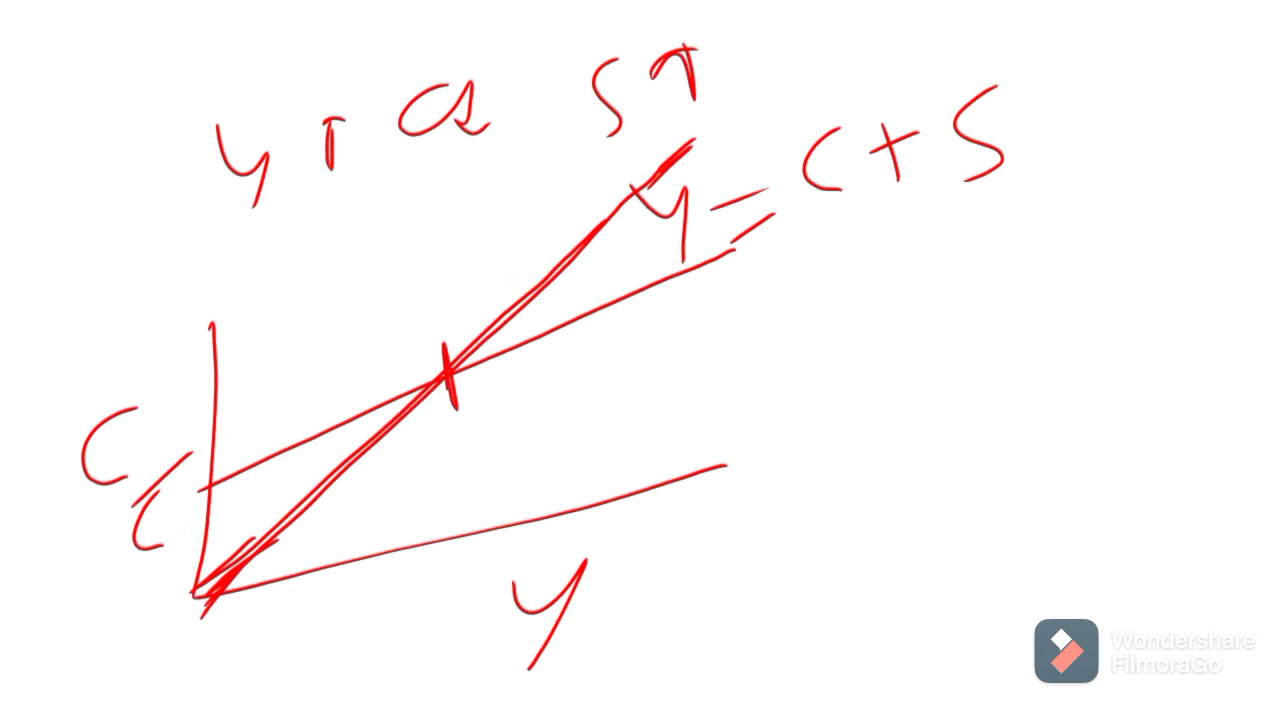 y ↑ a S ↑
y = C + S
C
C
y
Wondershare
FilmoraGo